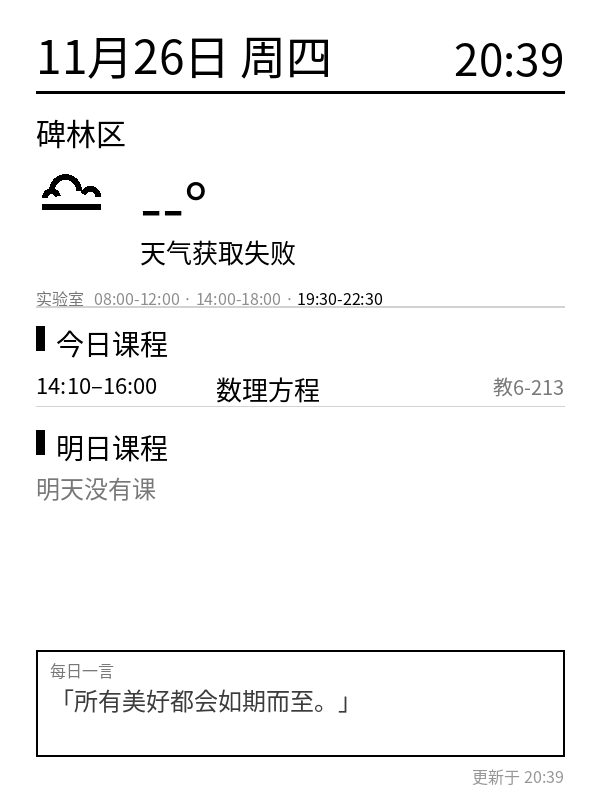 11月26日 周四 20:39
碑林区
--°
天气获取失败
实验室 08:00-12:00 · 14:00-18:00 · 19:30-22:30
今日课程
14:10–16:00 数理方程 教6-213
明日课程
明天没有课
每日一言
「所有美好都会如期而至。」
更新于 20:39